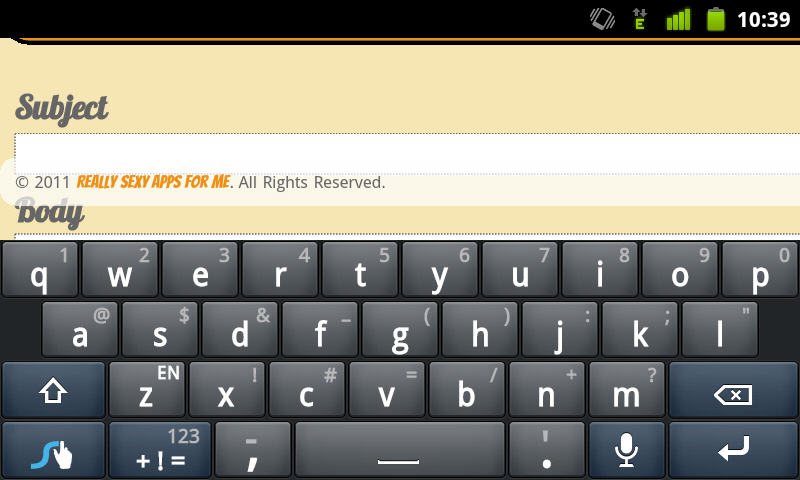 10:39
E
Subject
© 2011 REALLY SEXY APPS FOR ME. All Rights Reserved.
Body
1 2 3 4 5 6 7 8 9 0
q w e r t y u i o p
@ $ & _ ( ) : ; "
a s d f g h j k l
EN ! # = / + ?
z x c v b n m
123 - '
+!= , .